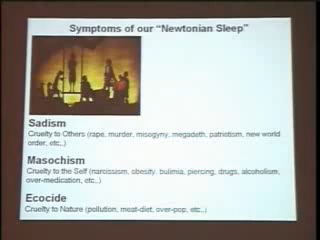 Symptoms of our "Newtonian Sleep"
Sadism
Cruelty to Others (rape, murder, misogyny, megadeth, patriotism, new world
order, etc,.)
Masochism
Cruelty to the Self (narcissism, obesity, bulimia, piercing, drugs, alcoholism,
over-medication, etc,.)
Ecocide
Cruelty to Nature (pollution, meat-diet, over-pop, etc,.)